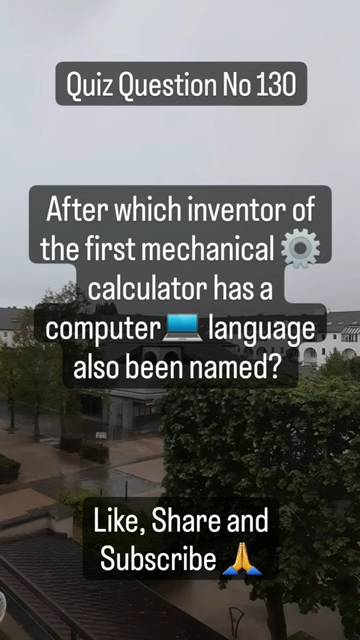 Quiz Question No 130
After which inventor of
the first mechanical ⚙️
calculator has a
computer💻 language
also been named?
Like, Share and
Subscribe 🙏